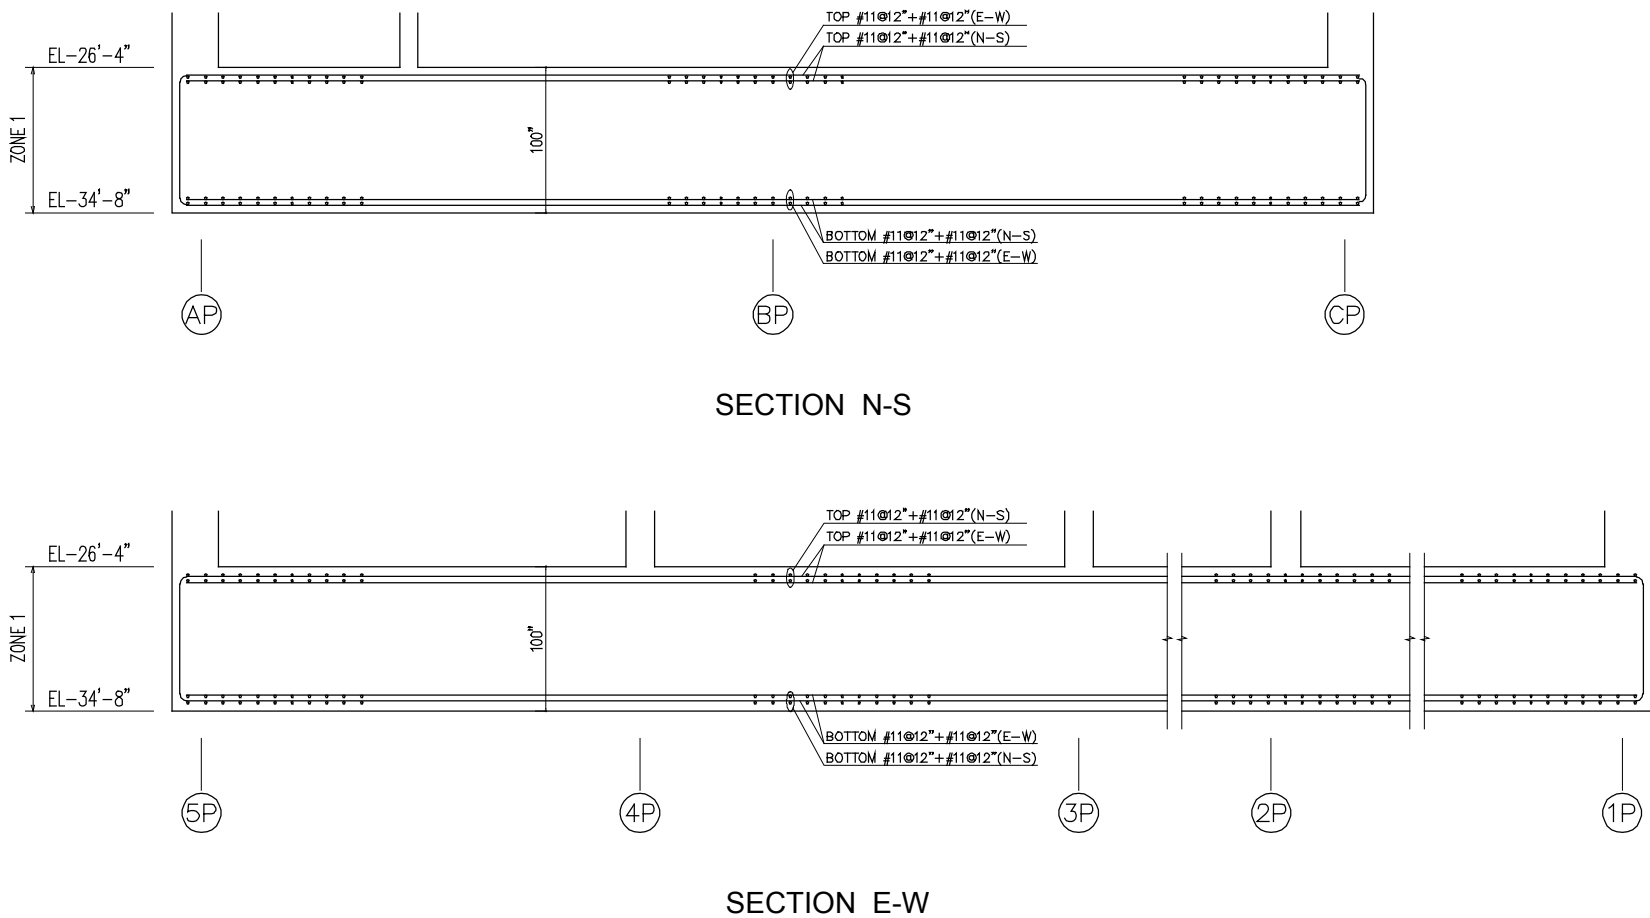 TOP #11@12"+#11@12"(E-W)
TOP #11@12"+#11@12"(N-S)
EL-26'-4"
ZONE 1
100"
EL-34'-8"
BOTTOM #11@12"+#11@12"(N-S)
BOTTOM #11@12"+#11@12"(E-W)
AP
BP
CP
SECTION N-S
TOP #11@12"+#11@12"(N-S)
TOP #11@12"+#11@12"(E-W)
EL-26'-4"
ZONE 1
100"
EL-34'-8"
BOTTOM #11@12"+#11@12"(E-W)
BOTTOM #11@12"+#11@12"(N-S)
5P
4P
3P
2P
1P
SECTION E-W